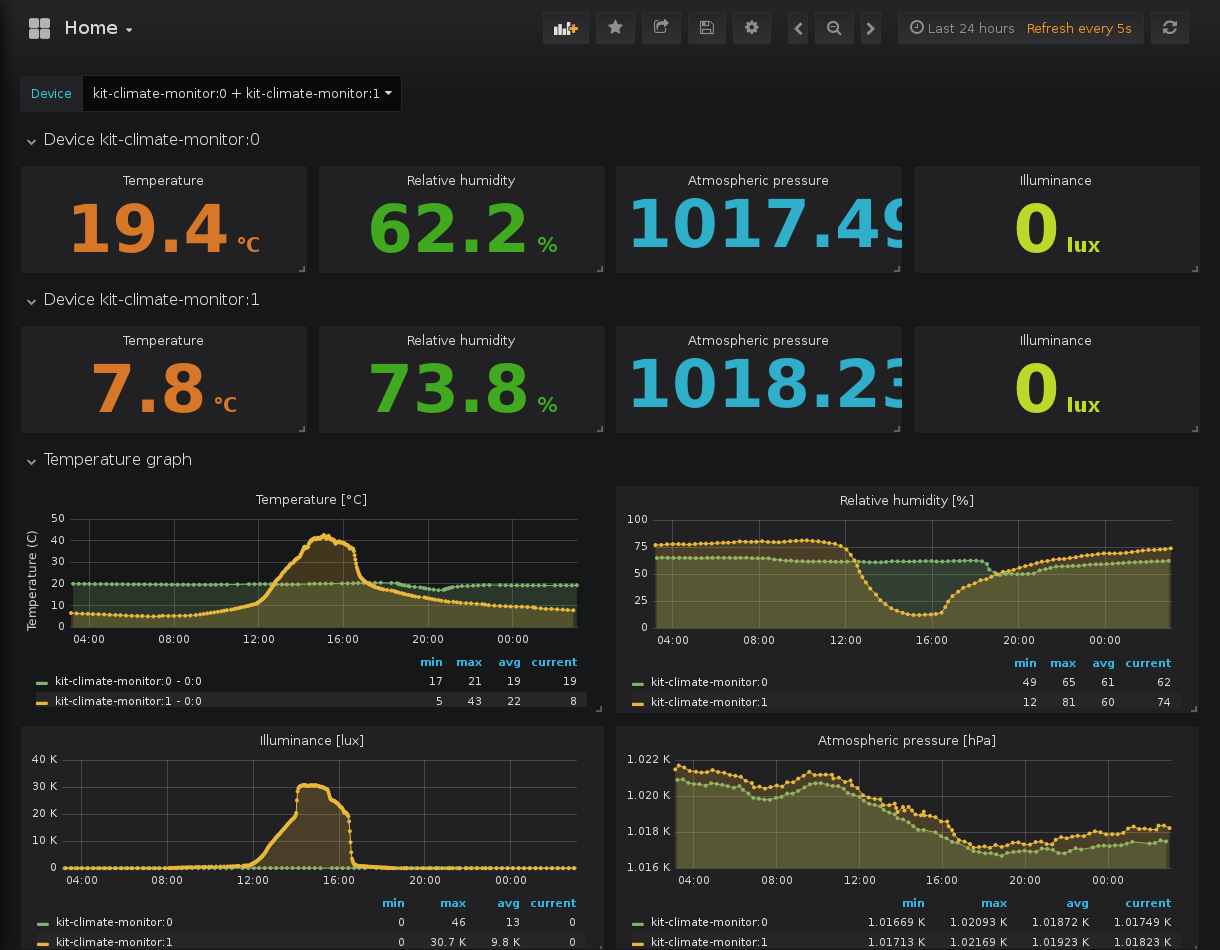 Home
Last 24 hours Refresh every 5s
Device kit-climate-monitor:0 + kit-climate-monitor:1
Device kit-climate-monitor:0
Temperature Relative humidity Atmospheric pressure Illuminance
19.4 °C 62.2 % 1017.49 0 lux
Device kit-climate-monitor:1
Temperature Relative humidity Atmospheric pressure Illuminance
7.8 °C 73.8 % 1018.23 0 lux
Temperature graph
Temperature [°C]
Temperature (C)
50
40
30
20
10
0
04:00 08:00 12:00 16:00 20:00 00:00
min max avg current
kit-climate-monitor:0 - 0:0 17 21 19 19
kit-climate-monitor:1 - 0:0 5 43 22 8
Relative humidity [%]
100
75
50
25
0
04:00 08:00 12:00 16:00 20:00 00:00
min max avg current
kit-climate-monitor:0 49 65 61 62
kit-climate-monitor:1 12 81 60 74
Illuminance [lux]
40 K
30 K
20 K
10 K
0
04:00 08:00 12:00 16:00 20:00 00:00
min max avg current
kit-climate-monitor:0 0 46 13 0
kit-climate-monitor:1 0 30.7 K 9.8 K 0
Atmospheric pressure [hPa]
1.022 K
1.020 K
1.018 K
1.016 K
04:00 08:00 12:00 16:00 20:00 00:00
min max avg current
kit-climate-monitor:0 1.01669 K 1.02093 K 1.01872 K 1.01749 K
kit-climate-monitor:1 1.01713 K 1.02169 K 1.01923 K 1.01823 K